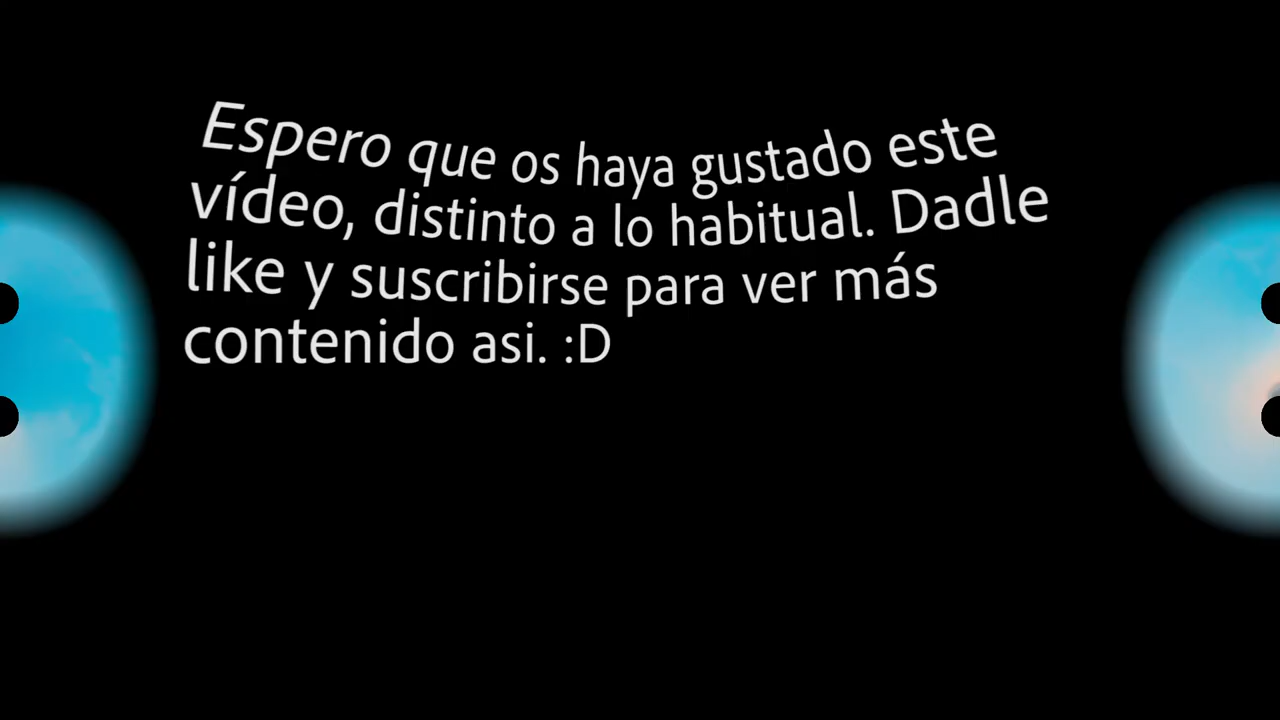 Espero que os haya gustado este
vídeo, distinto a lo habitual. Dadle
like y suscribirse para ver más
contenido asi. :D